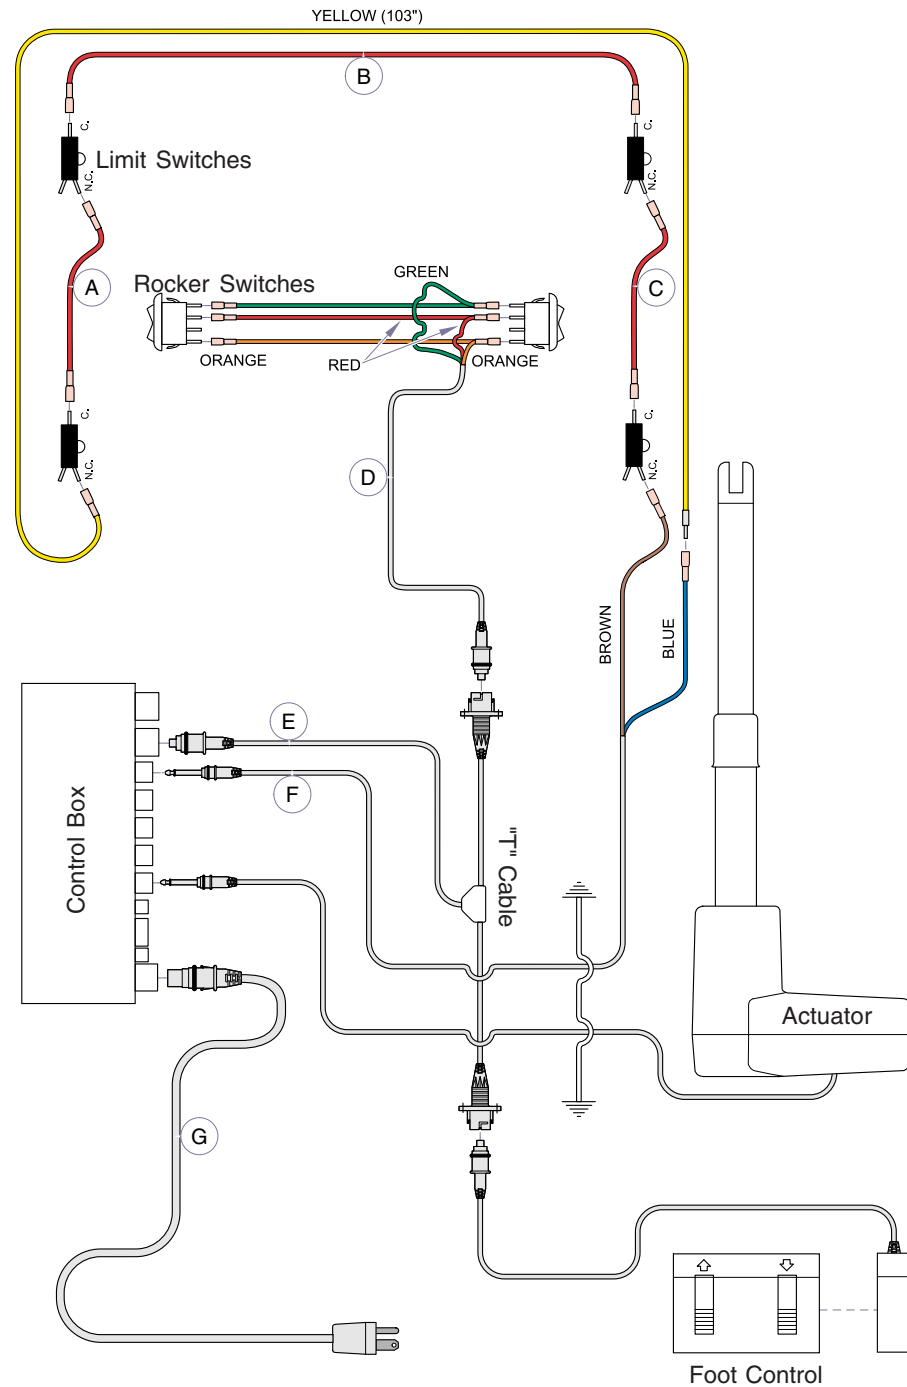 YELLOW (103")
B
C.
C.
Limit Switches
N.C.
N.C.
A
Rocker Switches
GREEN
C
ORANGE
RED
ORANGE
C.
C.
N.C.
N.C.
D
BROWN
BLUE
E
F
Control Box
"T" Cable
Actuator
G
Foot Control